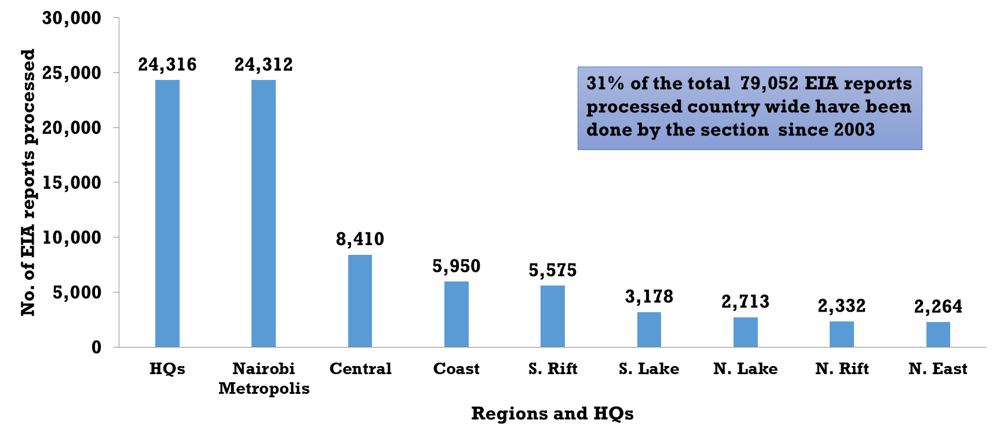 No. of EIA reports processed
30,000
25,000
20,000
15,000
10,000
5,000
0
24,316
24,312
8,410
5,950
5,575
3,178
2,713
2,332
2,264
31% of the total  79,052 EIA reports
processed country wide have been
done by the section  since 2003
HQs
Nairobi
Metropolis
Central
Coast
S. Rift
S. Lake
N. Lake
N. Rift
N. East
Regions and HQs